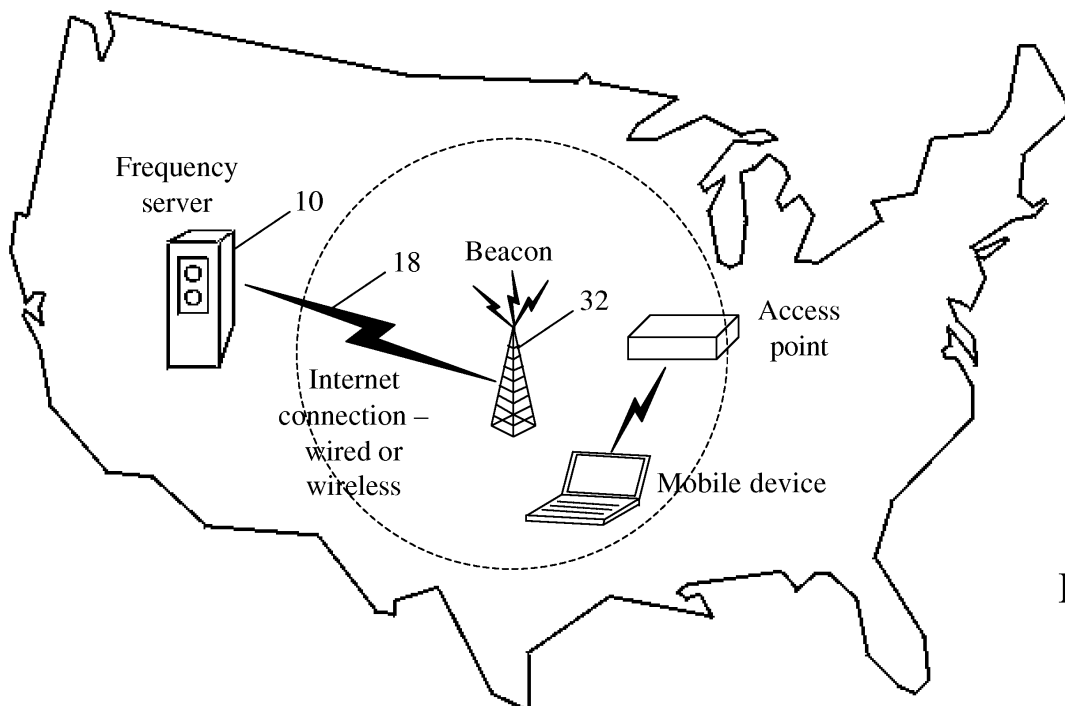 Frequency
server
10
18
Beacon
32
Access
point
Internet
connection –
wired or
wireless
Mobile device